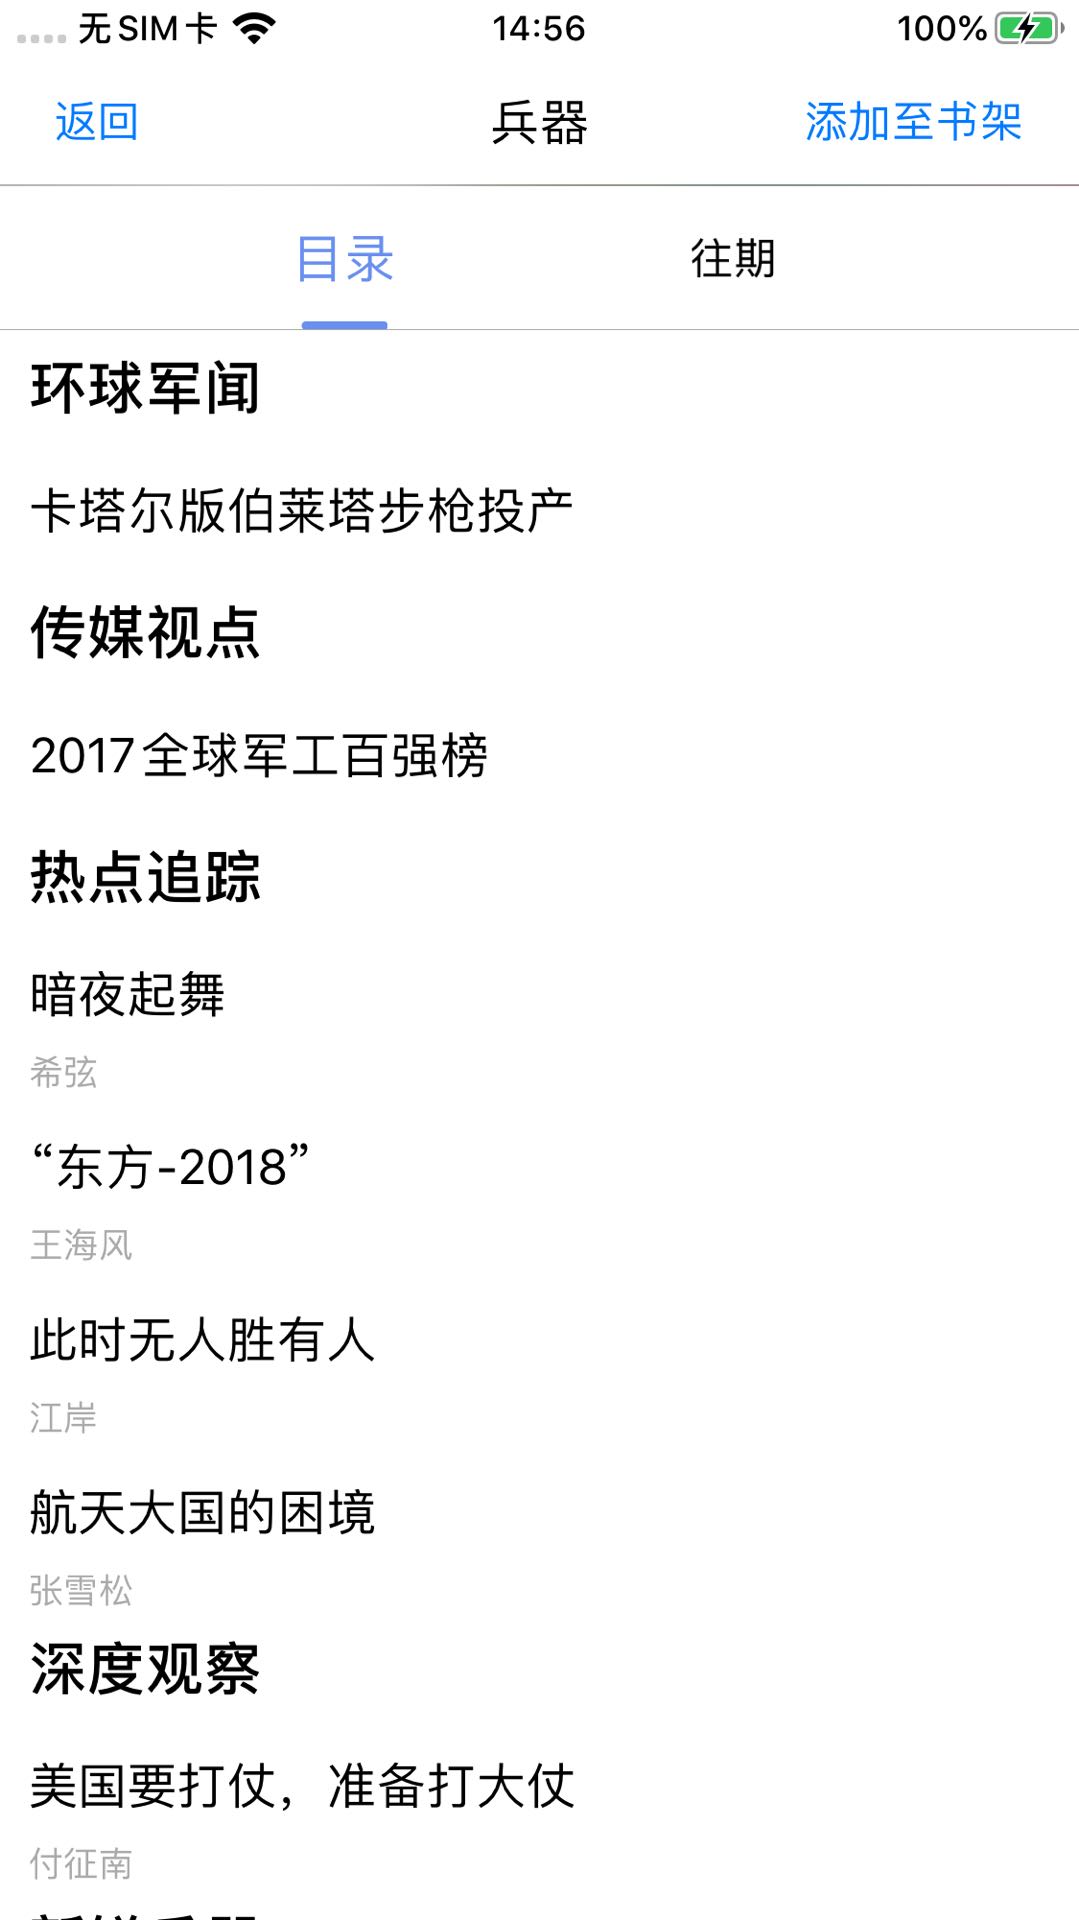 无SIM卡 14:56 100%
返回 兵器 添加至书架
目录 往期
环球军闻
卡塔尔版伯莱塔步枪投产
传媒视点
2017全球军工百强榜
热点追踪
暗夜起舞
希弦
“东方-2018”
王海风
此时无人胜有人
江岸
航天大国的困境
张雪松
深度观察
美国要打仗，准备打大仗
付征南